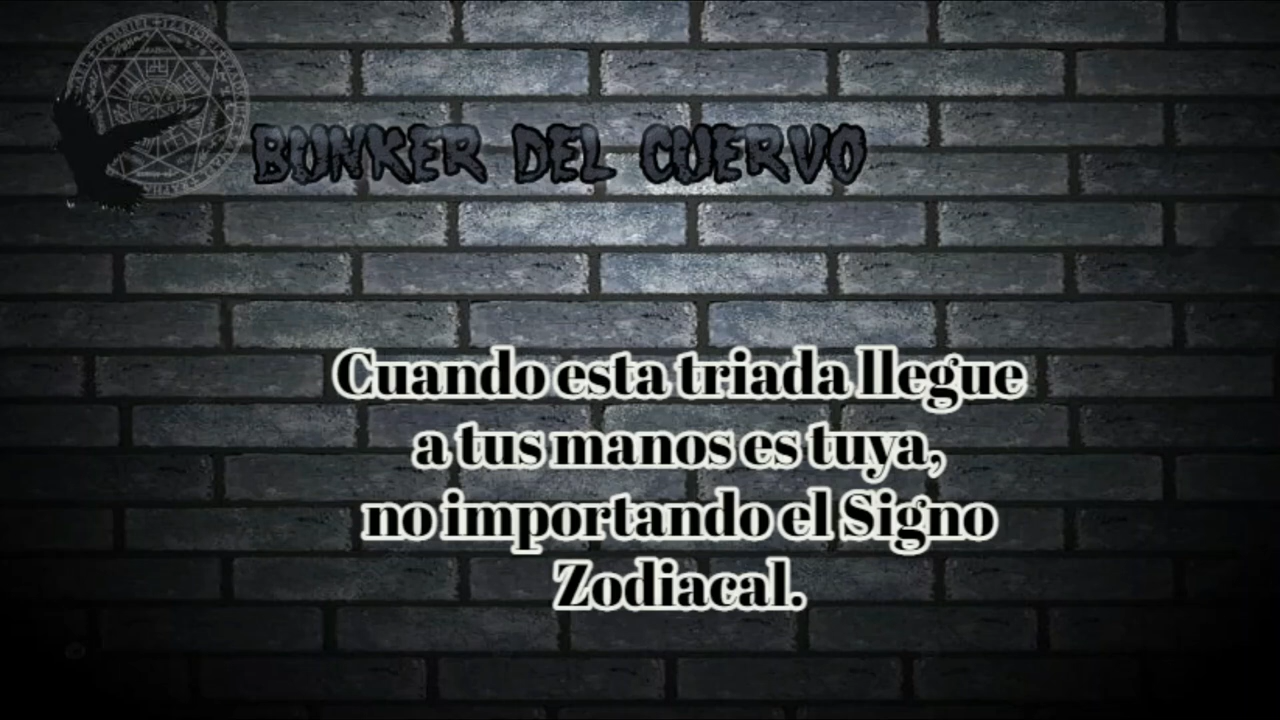 BUNKER DEL CUERVO
Cuando esta triada llegue
a tus manos es tuya,
no importando el Signo
Zodiacal.